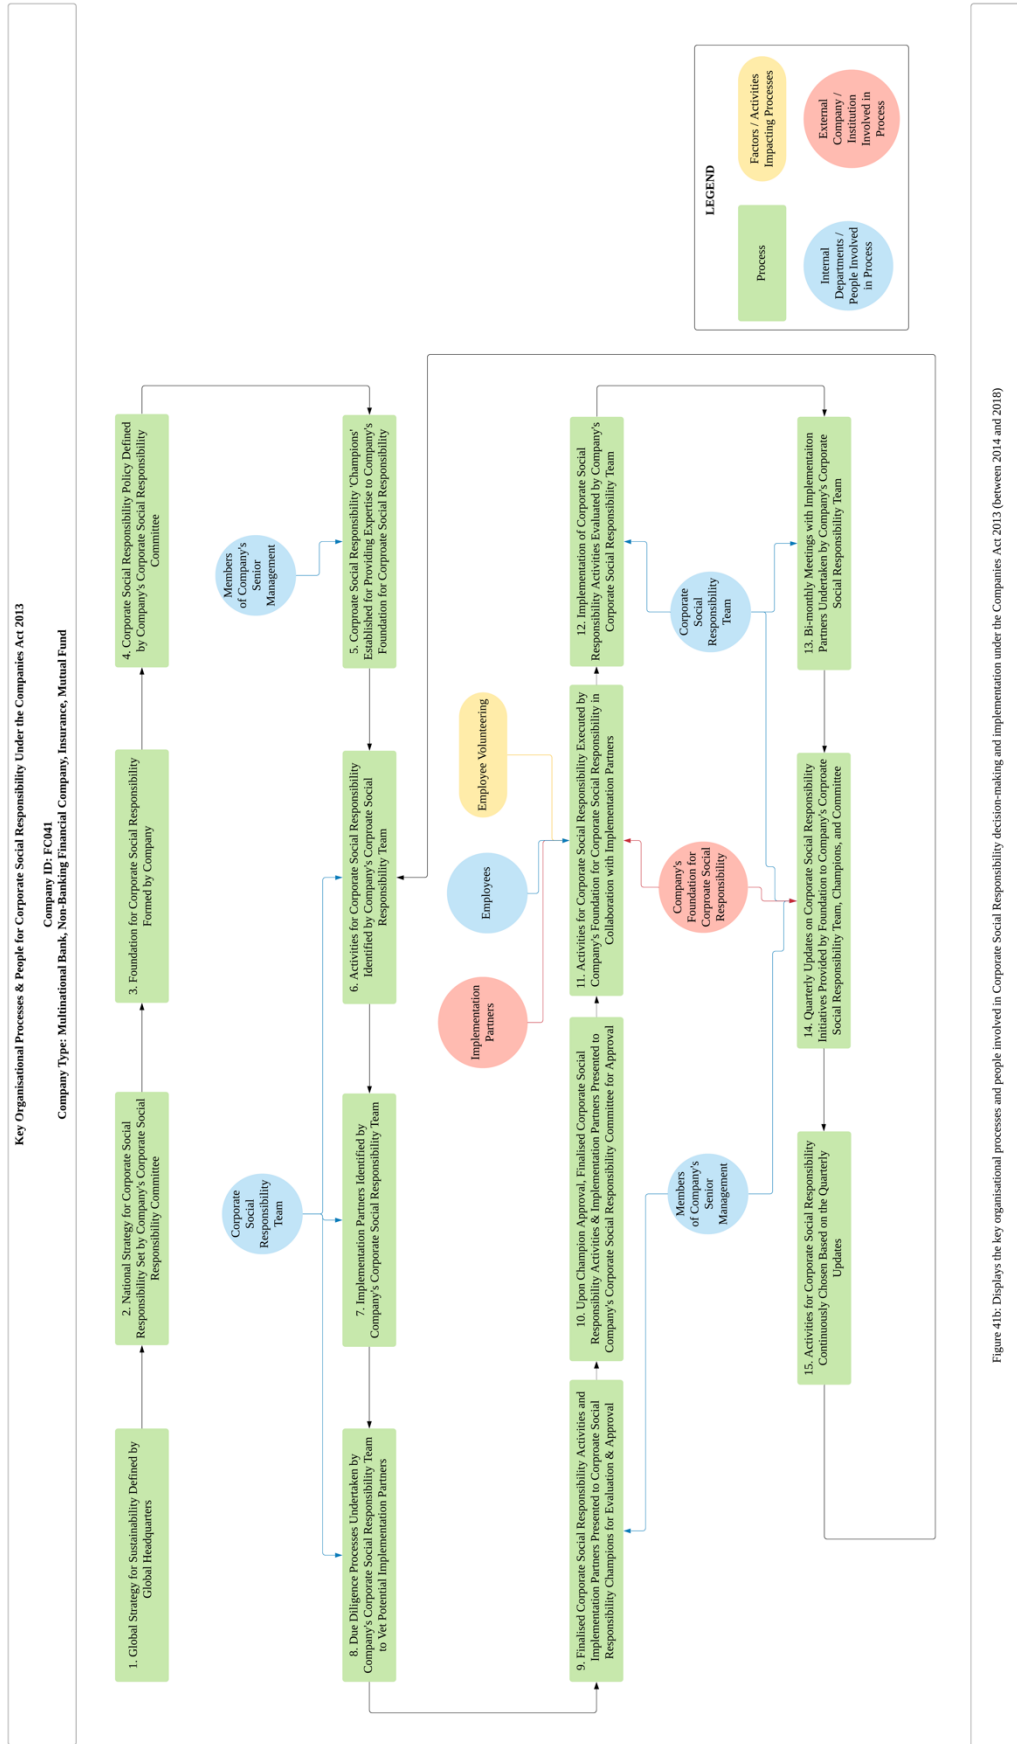 Key Organisational Processes & People for Corporate Social Responsibility Under the Companies Act 2013
Company ID: FC041
Company Type: Multinational Bank, Non-Banking Financial Company, Insurance, Mutual Fund
1. Global Strategy for Sustainability Defined by
Global Headquarters
2. National Strategy for Corporate Social
Responsibility Set by Company's Corporate Social
Responsibility Committee
3. Foundation for Corporate Social Responsibility
Formed by Company
4. Corporate Social Responsibility Policy Defined
by Company's Corporate Social Responsibility
Committee
Corporate
Social
Responsibility
Team
Members
of Company's
Senior
Management
8. Due Diligence Processes Undertaken by
Company's Corporate Social Responsibility Team
to Vet Potential Implementation Partners
7. Implementation Partners Identified by
Company's Corporate Social Responsibility Team
6. Activities for Corporate Social Responsibility
Identified by Company's Corproate Social
Responsibility Team
5. Corproate Social Responsibility 'Champions'
Established for Providing Expertise to Company's
Foundation for Corproate Social Responsibility
Implementation
Partners
Employees
Employee Volunteering
9. Finalised Corporate Social Responsibility Activities and
Implementation Partners Presented to Corproate Social
Responsibility Champions for Evaluation & Approval
10. Upon Champion Approval, Finalised Corporate Social
Responsibility Activities & Implementation Partners Presented to
Company's Corporate Social Responsibility Committee for Approval
11. Activities for Corporate Social Responsibility Executed by
Company's Foundation for Corporate Social Responsibility in
Collaboration with Implementation Partners
12. Implementation of Corporate Social
Responsibility Activities Evaluated by Company's
Corporate Social Responsibility Team
Members
of Company's
Senior
Management
Company's
Foundation for
Corproate Social
Responsibility
Corporate
Social
Responsibility
Team
15. Activities for Corporate Social Responsibility
Continuously Chosen Based on the Quarterly
Updates
14. Quarterly Updates on Corporate Social Responsibility
Initiatives Provided by Foundation to Company's Corproate
Social Responsibility Team, Champions, and Committee
13. Bi-monthly Meetings with Implementaiton
Partners Undertaken by Company's Corporate
Social Responsibility Team
LEGEND
Process
Factors / Activities
Impacting Processes
Internal
Departments /
People Involved
in Process
External
Company /
Institution
Involved in
Process
Figure 41b: Displays the key organisational processes and people involved in Corporate Social Responsibility decision-making and implementation under the Companies Act 2013 (between 2014 and 2018)